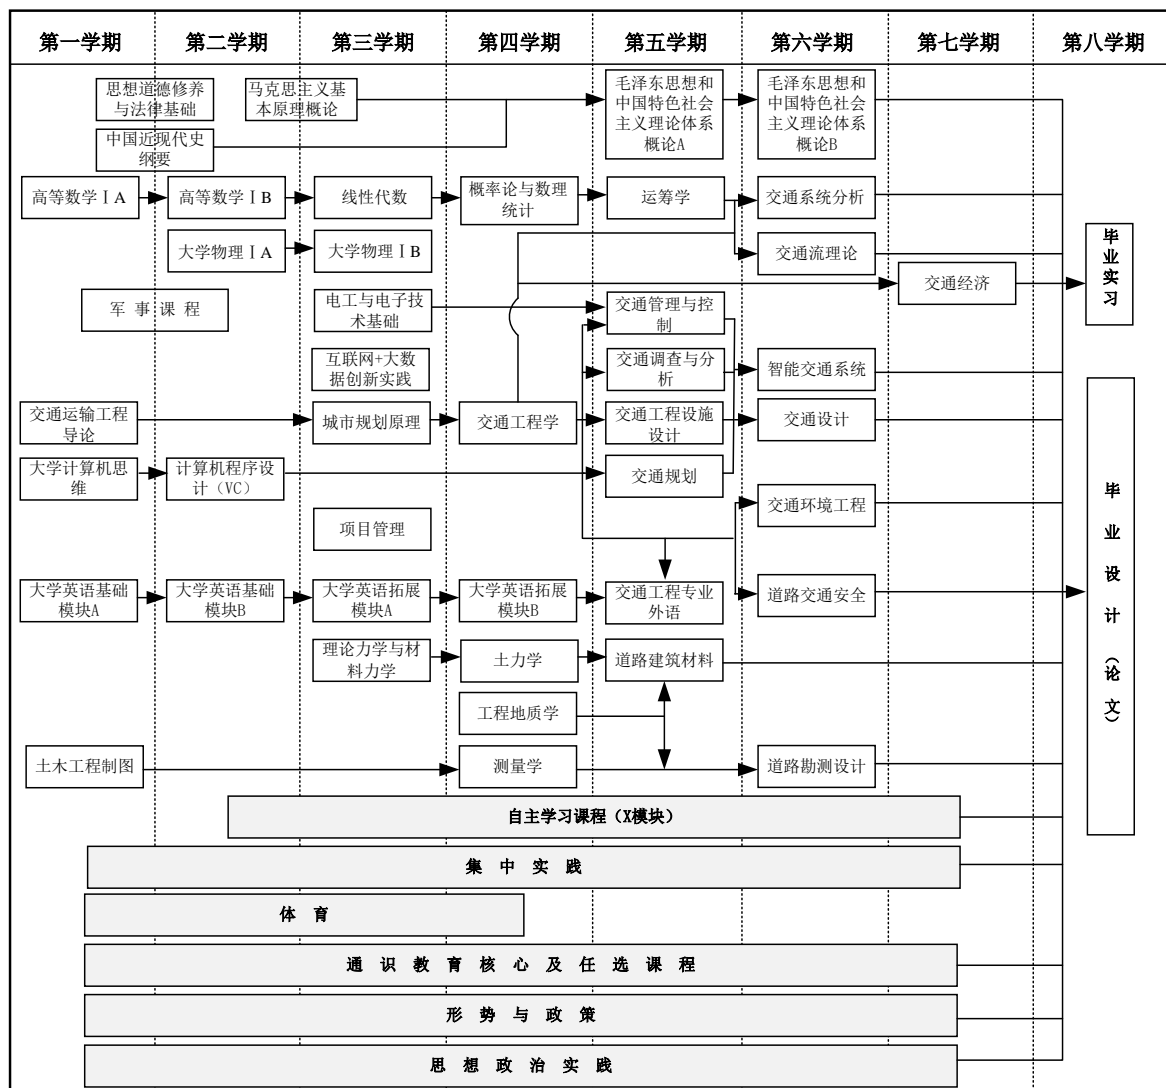 第一学期
第二学期
第三学期
第四学期
第五学期
第六学期
第七学期
第八学期
思想道德修养
与法律基础
马克思主义基
本原理概论
毛泽东思想和
中国特色社会
主义理论体系
概论A
毛泽东思想和
中国特色社会
主义理论体系
概论B
中国近现代史
纲要
高等数学Ⅰ A
高等数学Ⅰ B
线性代数
概率论与数理
统计
运筹学
交通系统分析
大学物理Ⅰ A
大学物理Ⅰ B
交通流理论
毕业实习
军 事 课 程
电工与电子技
术基础
交通管理与控
制
交通经济
互联网+大数
据创新实践
交通调查与分
析
智能交通系统
交通运输工程
导论
城市规划原理
交通工程学
交通工程设施
设计
交通设计
大学计算机思
维
计算机程序设
计（VC）
交通规划
毕 业 设 计 （论文）
项目管理
交通环境工程
大学英语基础
模块A
大学英语基础
模块B
大学英语拓展
模块A
大学英语拓展
模块B
交通工程专业
外语
道路交通安全
理论力学与材
料力学
土力学
道路建筑材料
工程地质学
土木工程制图
测量学
道路勘测设计
自主学习课程（X模块）
集 中 实 践
体 育
通 识 教 育 核 心 及 任 选 课 程
形 势 与 政 策
思 想 政 治 实 践